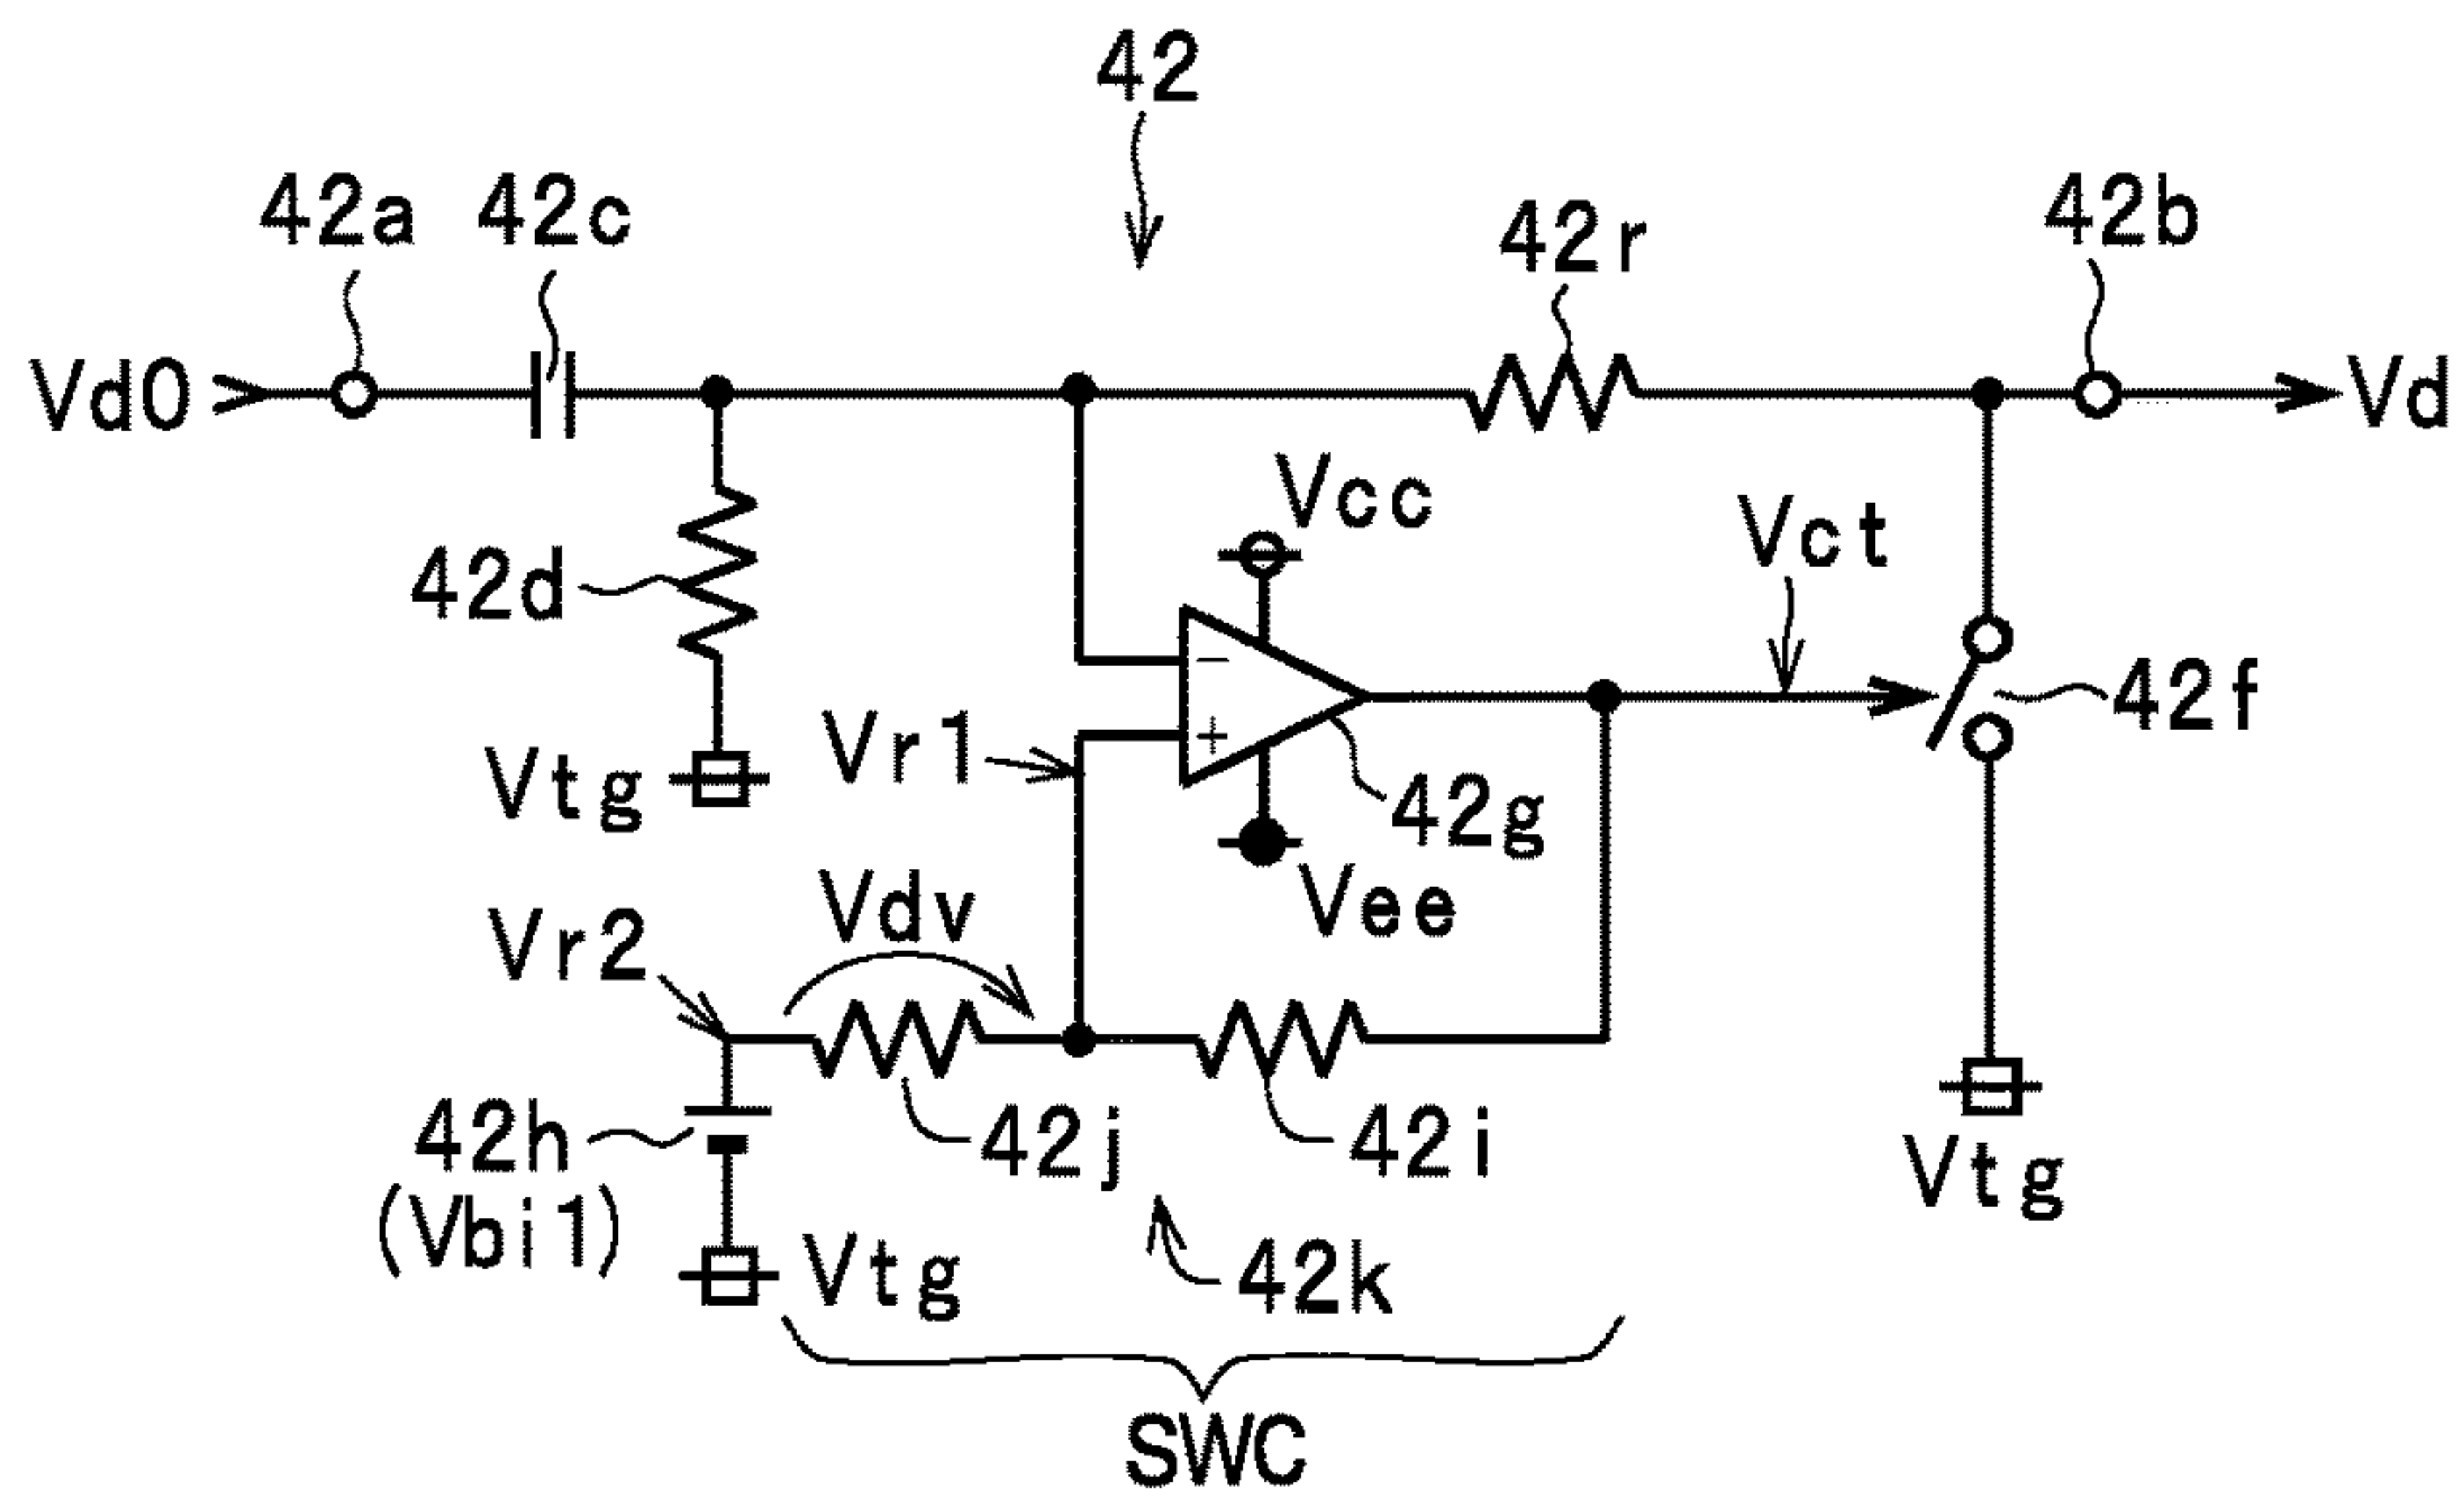 42
42a
42c
42r
42b
Vd0
Vd
Vcc
Vct
42d
−
42f
Vr1
+
Vtg
42g
Vdv
Vee
Vr2
42h
42j
42i
(Vbi1)
Vtg
Vtg
42k
SWC